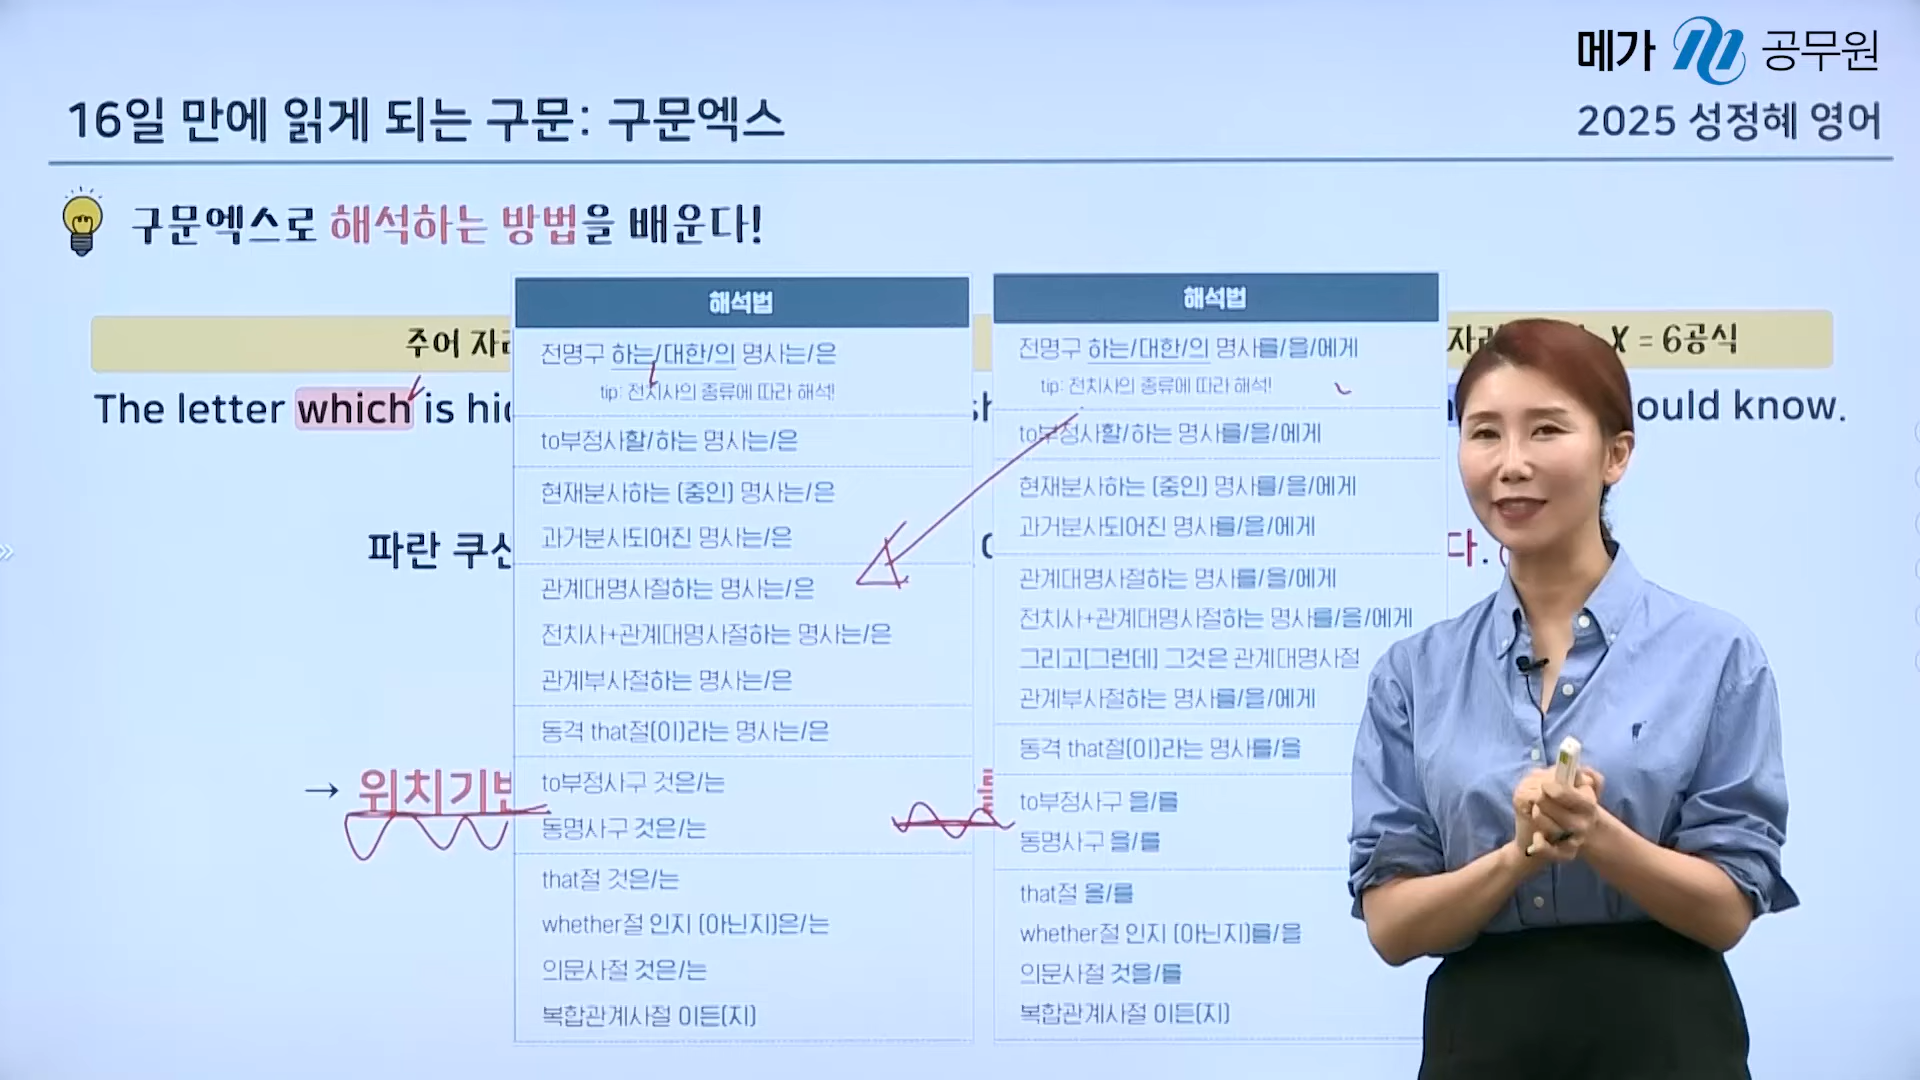 메가 공무원
16일 만에 읽게 되는 구문: 구문엑스
2025 성정혜 영어
구문엑스로 해석하는 방법을 배운다!
주어 자리
The letter which is hid
파란 쿠션
→ 위치기반
해석법
전명구 하는/대한/의 명사는/은
tip: 전치사의 종류에 따라 해석!
to부정사할/하는 명사는/은
현재분사하는 (중인) 명사는/은
과거분사되어진 명사는/은
관계대명사절하는 명사는/은
전치사+관계대명사절하는 명사는/은
관계부사절하는 명사는/은
동격 that절(이)라는 명사는/은
to부정사구 것은/는
동명사구 것은/는
that절 것은/는
whether절 인지 (아닌지)은/는
의문사절 것은/는
복합관계사절 이든(지)
해석법
전명구 하는/대한/의 명사를/을/에게
tip: 전치사의 종류에 따라 해석!
to부정사할/하는 명사를/을/에게
현재분사하는 (중인) 명사를/을/에게
과거분사되어진 명사를/을/에게
관계대명사절하는 명사를/을/에게
전치사+관계대명사절하는 명사를/을/에게
그리고[그런데] 그것은 관계대명사절
관계부사절하는 명사를/을/에게
동격 that절(이)라는 명사를/을
to부정사구 을/를
동명사구 을/를
that절 을/를
whether절 인지 (아닌지)를/을
의문사절 것을/를
복합관계사절 이든(지)
자리 X = 6공식
ould know.
다.